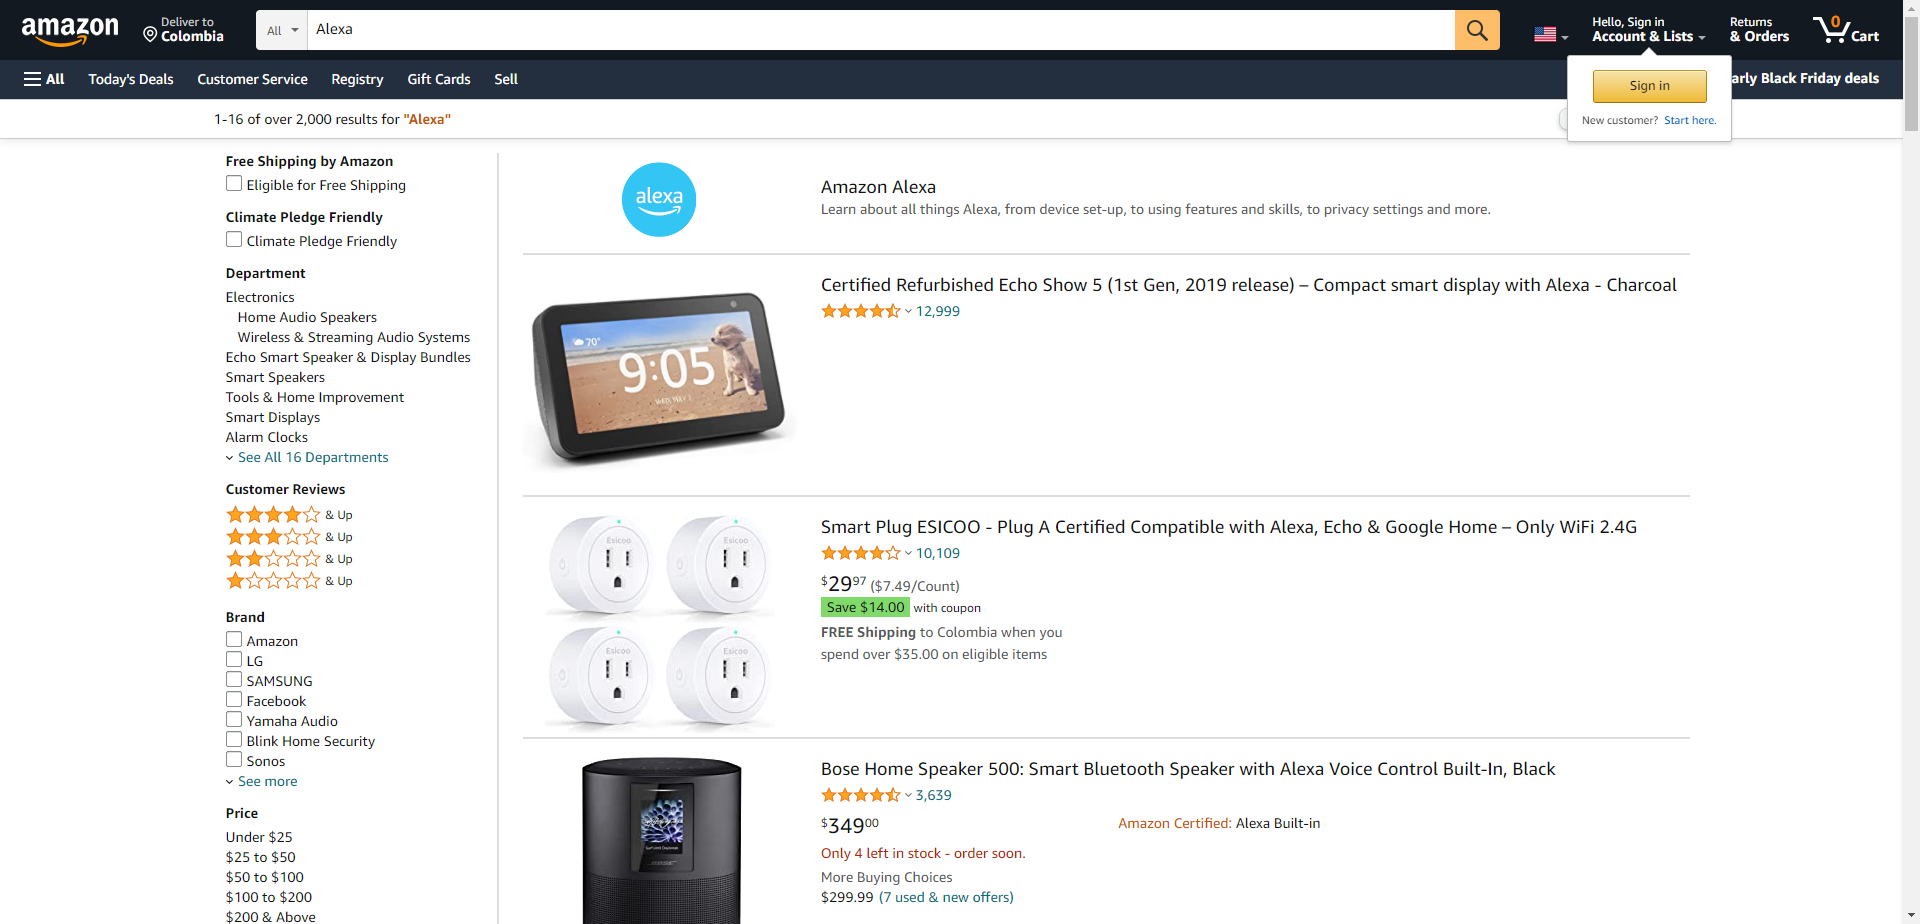 amazon
Deliver to
Colombia
All
Alexa
Hello, Sign in
Account & Lists
Returns
& Orders
0
Cart
All
Today's Deals
Customer Service
Registry
Gift Cards
Sell
arly Black Friday deals
Sign in
New customer? Start here.
1-16 of over 2,000 results for "Alexa"
Free Shipping by Amazon
Eligible for Free Shipping
Climate Pledge Friendly
Climate Pledge Friendly
Department
Electronics
Home Audio Speakers
Wireless & Streaming Audio Systems
Echo Smart Speaker & Display Bundles
Smart Speakers
Tools & Home Improvement
Smart Displays
Alarm Clocks
See All 16 Departments
Customer Reviews
& Up
& Up
& Up
& Up
Brand
Amazon
LG
SAMSUNG
Facebook
Yamaha Audio
Blink Home Security
Sonos
See more
Price
Under $25
$25 to $50
$50 to $100
$100 to $200
$200 & Above
alexa
Amazon Alexa
Learn about all things Alexa, from device set-up, to using features and skills, to privacy settings and more.
70°
9:05
Certified Refurbished Echo Show 5 (1st Gen, 2019 release) – Compact smart display with Alexa - Charcoal
12,999
Esicoo
Esicoo
Esicoo
Esicoo
Smart Plug ESICOO - Plug A Certified Compatible with Alexa, Echo & Google Home – Only WiFi 2.4G
10,109
$2997 ($7.49/Count)
Save $14.00 with coupon
FREE Shipping to Colombia when you
spend over $35.00 on eligible items
BOSE
Bose Home Speaker 500: Smart Bluetooth Speaker with Alexa Voice Control Built-In, Black
3,639
$34900
Amazon Certified: Alexa Built-in
Only 4 left in stock - order soon.
More Buying Choices
$299.99 (7 used & new offers)